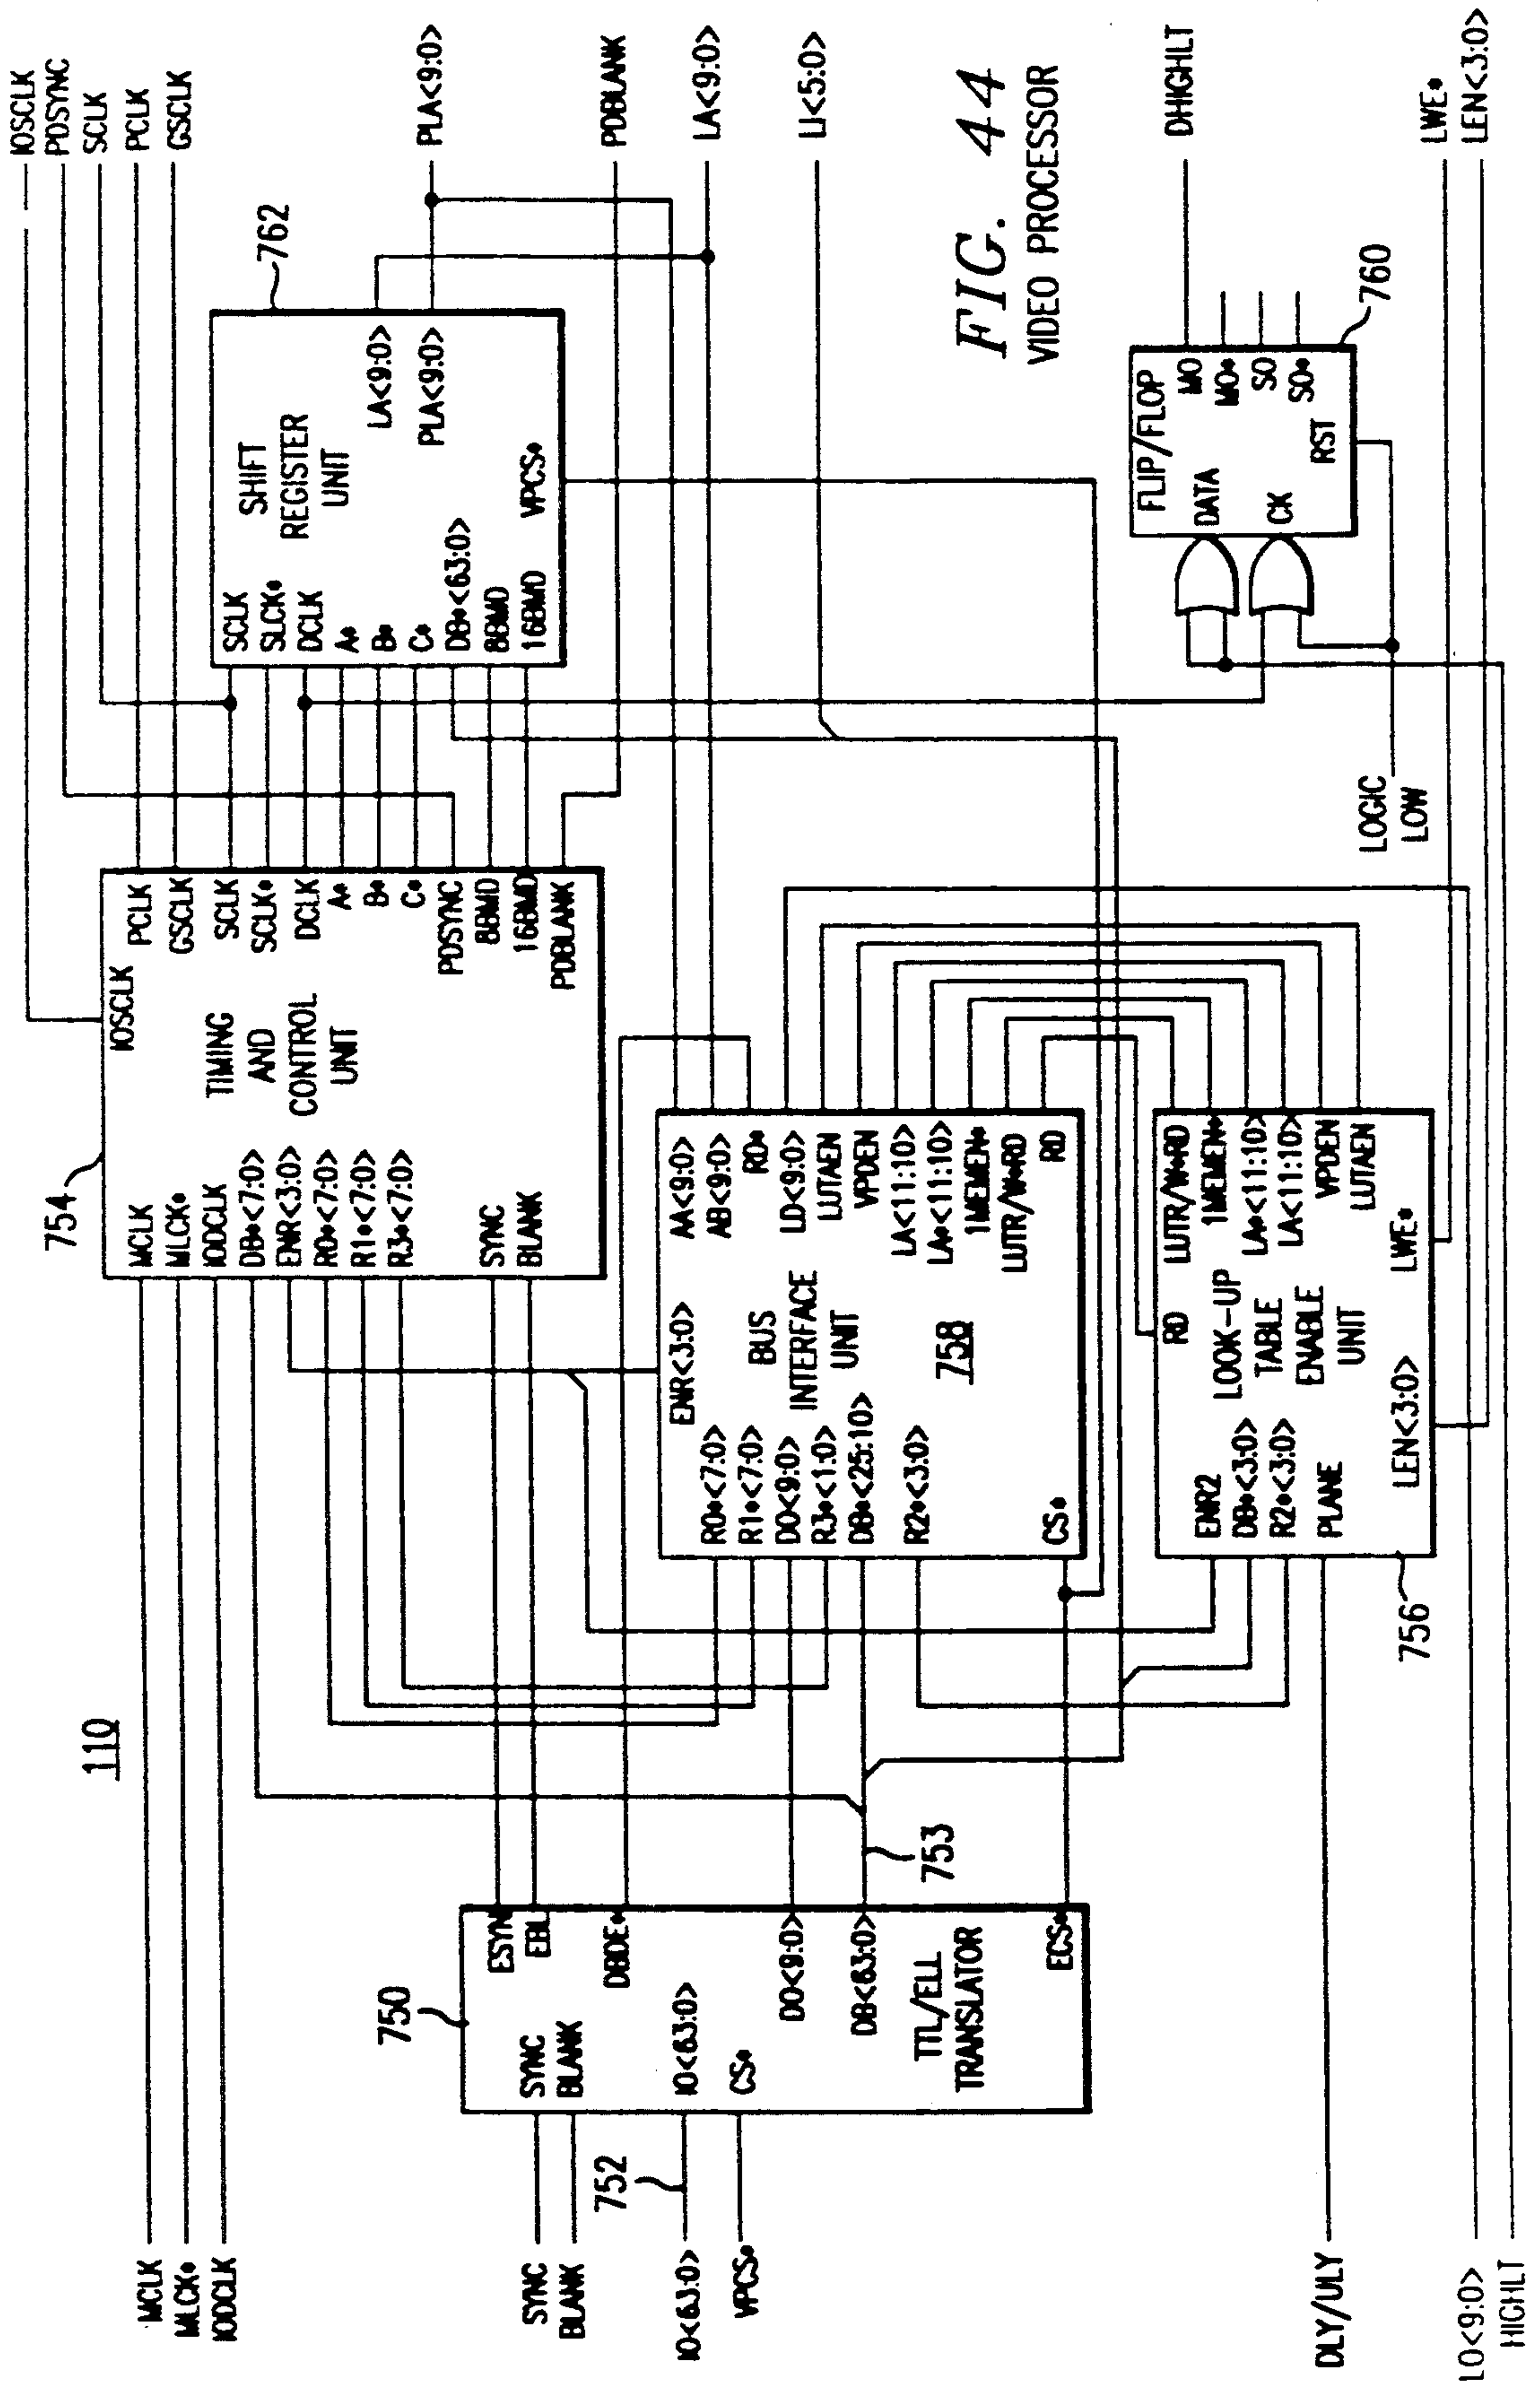 110
MCLK
MLCK*
IODCLK
SYNC
BLANK
752
IO<63:0>
VPCS*
DLY/ULY
LO<9:0>
HIGHLT
750
SYNC
BLANK
IO<63:0>
CS*
ESYN
EBL
DBDE*
DO<9:0>
DB<63:0>
TTL/ELL
TRANSLATOR
ECS*
753
754
MCLK
MLCK*
IODCLK
DB*<7:0>
ENR<3:0>
R0*<7:0>
R1*<7:0>
R3*<7:0>
SYNC
BLANK
IOSCLK
TIMING
AND
CONTROL
UNIT
PCLK
GSCLK
SCLK
SCLK*
DCLK
A*
B*
C*
PDSYNC
8BMD
16BMD
PDBLANK
ENR<3:0>
R0*<7:0>
R1*<7:0>
DO<9:0>
R3*<1:0>
DB*<25:10>
R2*<3:0>
CS*
BUS
INTERFACE
UNIT
758
AA<9:0>
AB<9:0>
RD*
LD<9:0>
LUTAEN
VPDEN
LA<11:10>
LA*<11:10>
1MEMEN*
LUTR/W*RD
RD
756
ENR2
DB*<3:0>
R2*<3:0>
PLANE
LEN<3:0>
RD
LOOK-UP
TABLE
ENABLE
UNIT
LUTR/W*RD
1MEMEN*
LA*<11:10>
LA<11:10>
VPDEN
LUTAEN
LWE*
762
SCLK
SLCK*
DCLK
A*
B*
C*
DB*<63:0>
8BMD
16BMD
SHIFT
REGISTER
UNIT
VPCS*
LA<9:0>
PLA<9:0>
LOGIC
LOW
FLIP/FLOP
DATA
CK
RST
MO
MO*
SO
SO*
760
IOSCLK
PDSYNC
SCLK
PCLK
GSCLK
PLA<9:0>
PDBLANK
LA<9:0>
LI<5:0>
FIG. 44
VIDEO PROCESSOR
DHIGHLT
LWE*
LEN<3:0>